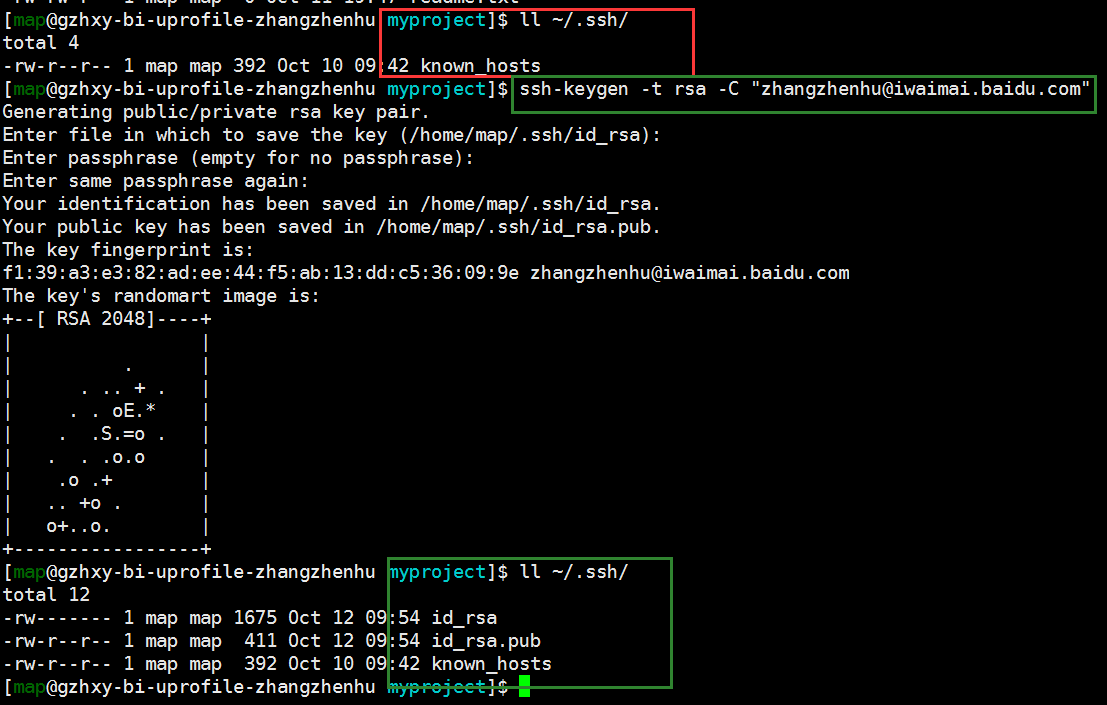 [map@gzhxy-bi-uprofile-zhangzhenhu myproject]$ ll ~/.ssh/
total 4
-rw-r--r-- 1 map map 392 Oct 10 09:42 known_hosts
[map@gzhxy-bi-uprofile-zhangzhenhu myproject]$ ssh-keygen -t rsa -C "zhangzhenhu@iwaimai.baidu.com"
Generating public/private rsa key pair.
Enter file in which to save the key (/home/map/.ssh/id_rsa):
Enter passphrase (empty for no passphrase):
Enter same passphrase again:
Your identification has been saved in /home/map/.ssh/id_rsa.
Your public key has been saved in /home/map/.ssh/id_rsa.pub.
The key fingerprint is:
f1:39:a3:e3:82:ad:ee:44:f5:ab:13:dd:c5:36:09:9e zhangzhenhu@iwaimai.baidu.com
The key's randomart image is:
+--[ RSA 2048]----+
|                 |
|          .      |
|      . .. + .   |
|     . . oE.*    |
|    .  .S.=o .   |
|   .  . .o.o     |
|    .o .+        |
|   .. +o .       |
|   o+..o.        |
+-----------------+
[map@gzhxy-bi-uprofile-zhangzhenhu myproject]$ ll ~/.ssh/
total 12
-rw------- 1 map map 1675 Oct 12 09:54 id_rsa
-rw-r--r-- 1 map map  411 Oct 12 09:54 id_rsa.pub
-rw-r--r-- 1 map map  392 Oct 10 09:42 known_hosts
[map@gzhxy-bi-uprofile-zhangzhenhu myproject]$